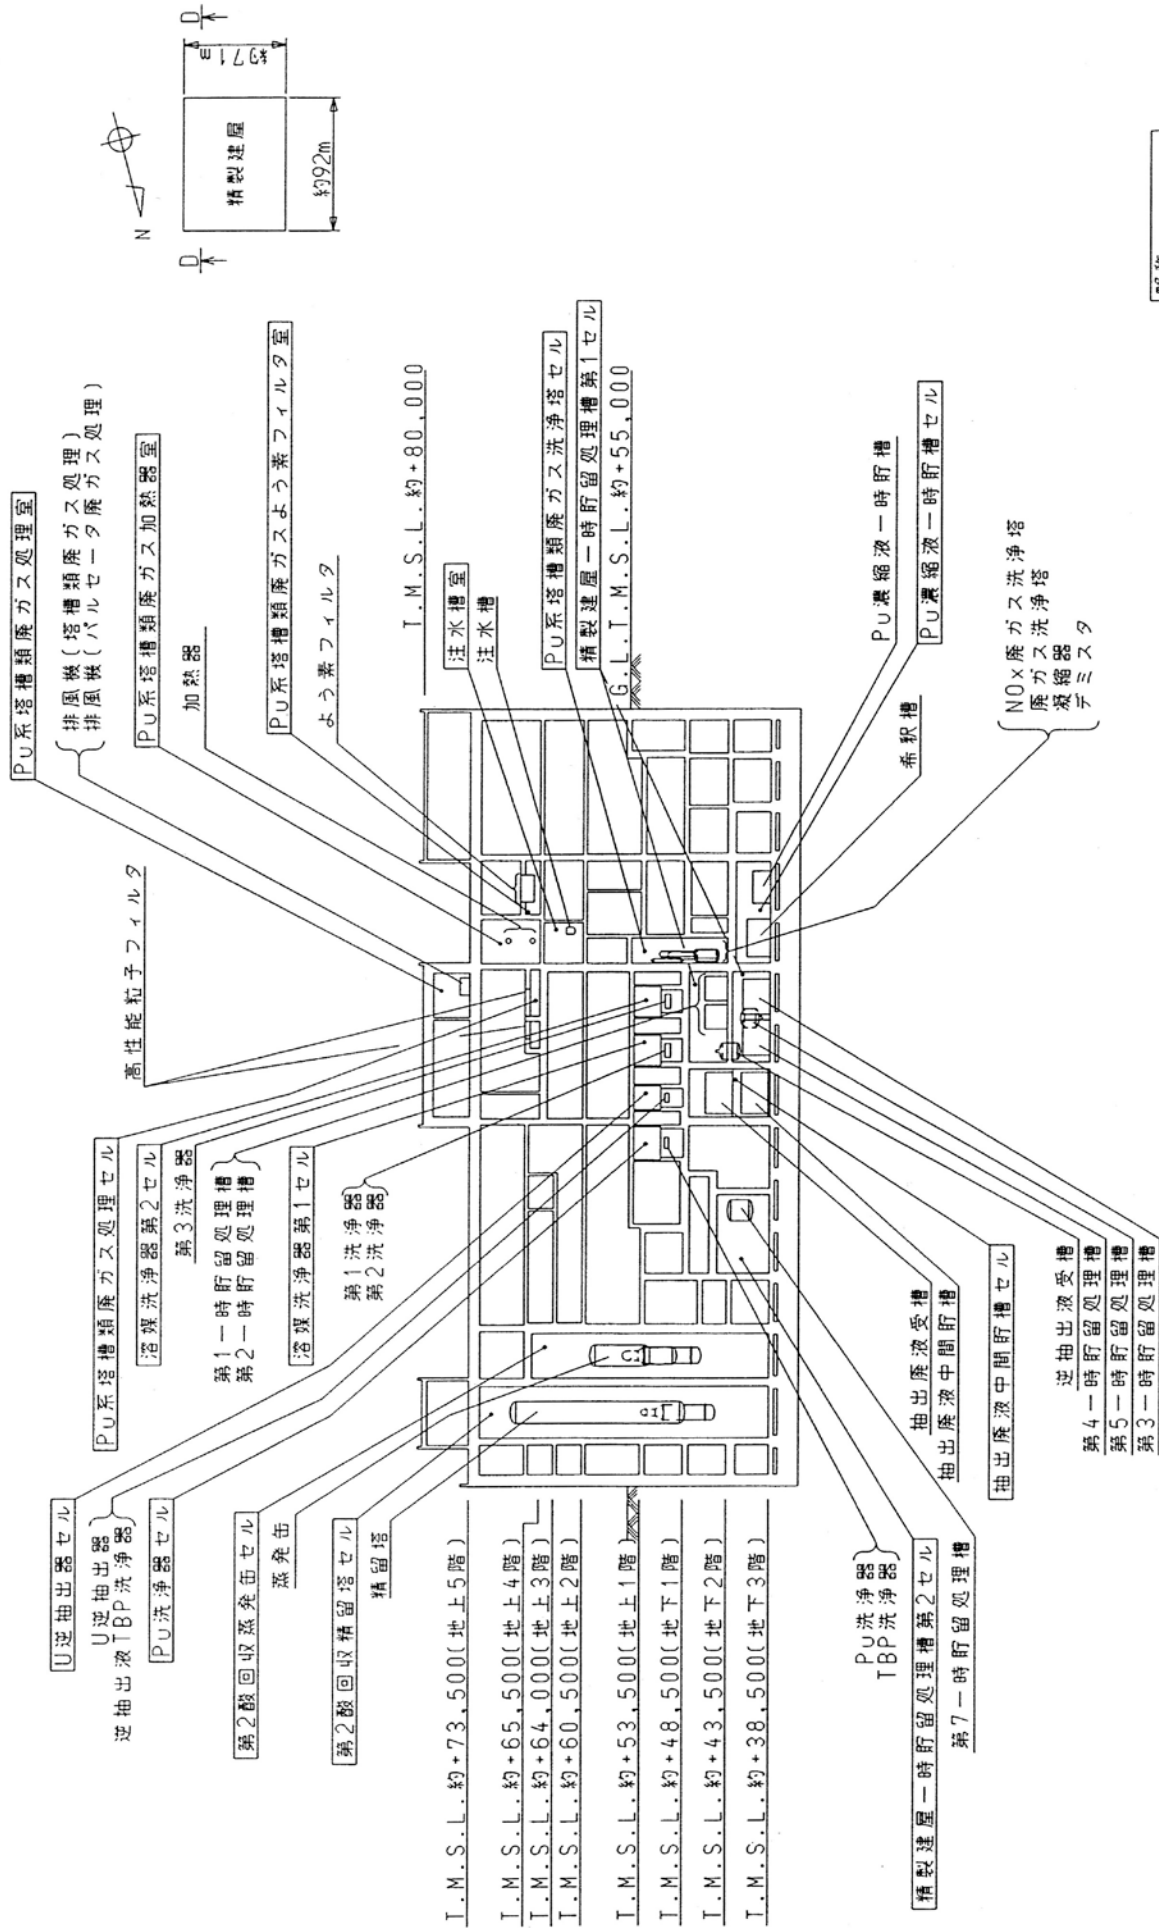 Pu系塔槽類廃ガス処理室
排風機(塔槽類廃ガス処理)
排風機(パルセータ廃ガス処理)
Pu系塔槽類廃ガス加熱器室
加熱器
Pu系塔槽類廃ガスよう素フィルタ室
よう素フィルタ
T.M.S.L.約+80,000
注水槽室
注水槽
Pu系塔槽類廃ガス洗浄塔セル
精製建屋一時貯留処理槽第1セル
G.L.T.M.S.L.約+55,000
Pu濃縮液一時貯槽
Pu濃縮液一時貯槽セル
希釈槽
NOx廃ガス洗浄塔
廃ガス洗浄塔
凝縮器
デミスタ
N
D
D
精製建屋
約92m
約71m
高性能粒子フィルタ
Pu系塔槽類廃ガス処理セル
溶媒洗浄器第2セル
第3洗浄器
第1一時貯留処理槽
第2一時貯留処理槽
溶媒洗浄器第1セル
第1洗浄器
第2洗浄器
U逆抽出器セル
U逆抽出器
逆抽出液TBP洗浄器
Pu洗浄器セル
第2酸回収蒸発缶セル
蒸発缶
第2酸回収精留塔セル
精留塔
T.M.S.L.約+73,500(地上5階)
T.M.S.L.約+65,500(地上4階)
T.M.S.L.約+64,000(地上3階)
T.M.S.L.約+60,500(地上2階)
T.M.S.L.約+53,500(地上1階)
T.M.S.L.約+48,500(地下1階)
T.M.S.L.約+43,500(地下2階)
T.M.S.L.約+38,500(地下3階)
Pu洗浄器
TBP洗浄器
精製建屋一時貯留処理槽第2セル
第7一時貯留処理槽
抽出廃液受槽
抽出廃液中間貯槽
抽出廃液中間貯槽セル
逆抽出液受槽
第4一時貯留処理槽
第5一時貯留処理槽
第3一時貯留処理槽